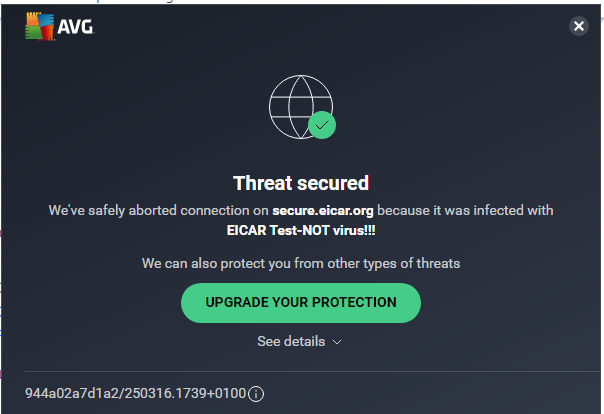 AVG
Threat secured
We've safely aborted connection on secure.eicar.org because it was infected with
EICAR Test-NOT virus!!!
We can also protect you from other types of threats
UPGRADE YOUR PROTECTION
See details
944a02a7d1a2/250316.1739+0100